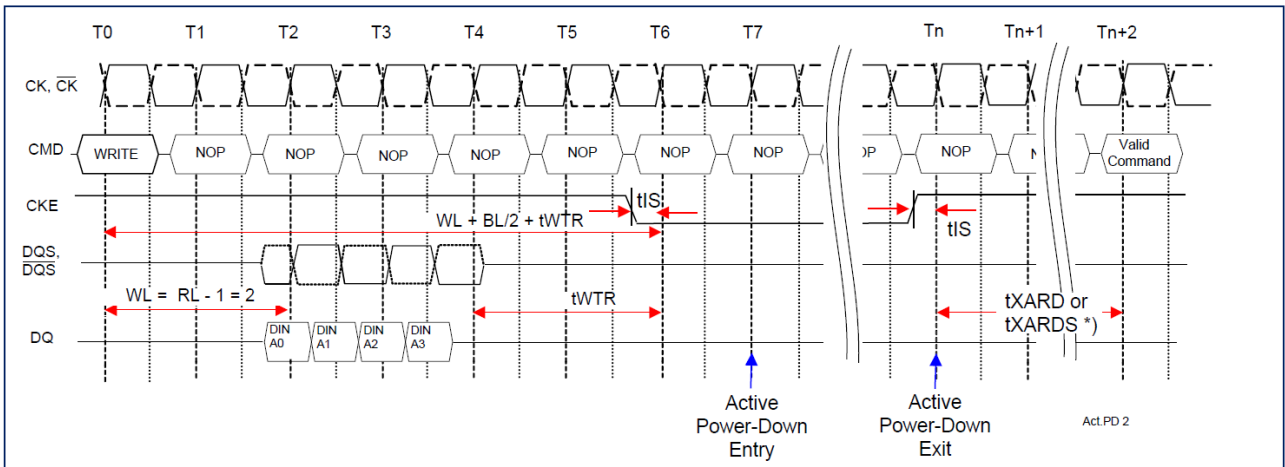 T0 T1 T2 T3 T4 T5 T6 T7 Tn Tn+1 Tn+2
CK, CK
CMD WRITE NOP NOP NOP NOP NOP NOP NOP OP NOP N Valid
Command
CKE tIS tIS
WL + BL/2 + tWTR
DQS,
DQS
WL = RL - 1 = 2 tWTR tXARD or
tXARDS *)
DQ DIN A0 DIN A1 DIN A2 DIN A3
Active
Power-Down
Entry
Active
Power-Down
Exit
Act.PD 2